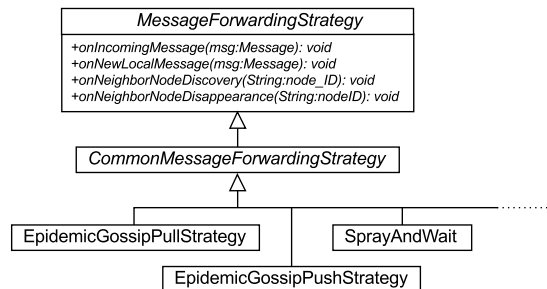 MessageForwardingStrategy
+onIncomingMessage(msg:Message): void
+onNewLocalMessage(msg:Message): void
+onNeighborNodeDiscovery(String:node_ID): void
+onNeighborNodeDisappearance(String:nodeID): void
CommonMessageForwardingStrategy
EpidemicGossipPullStrategy
SprayAndWait
EpidemicGossipPushStrategy